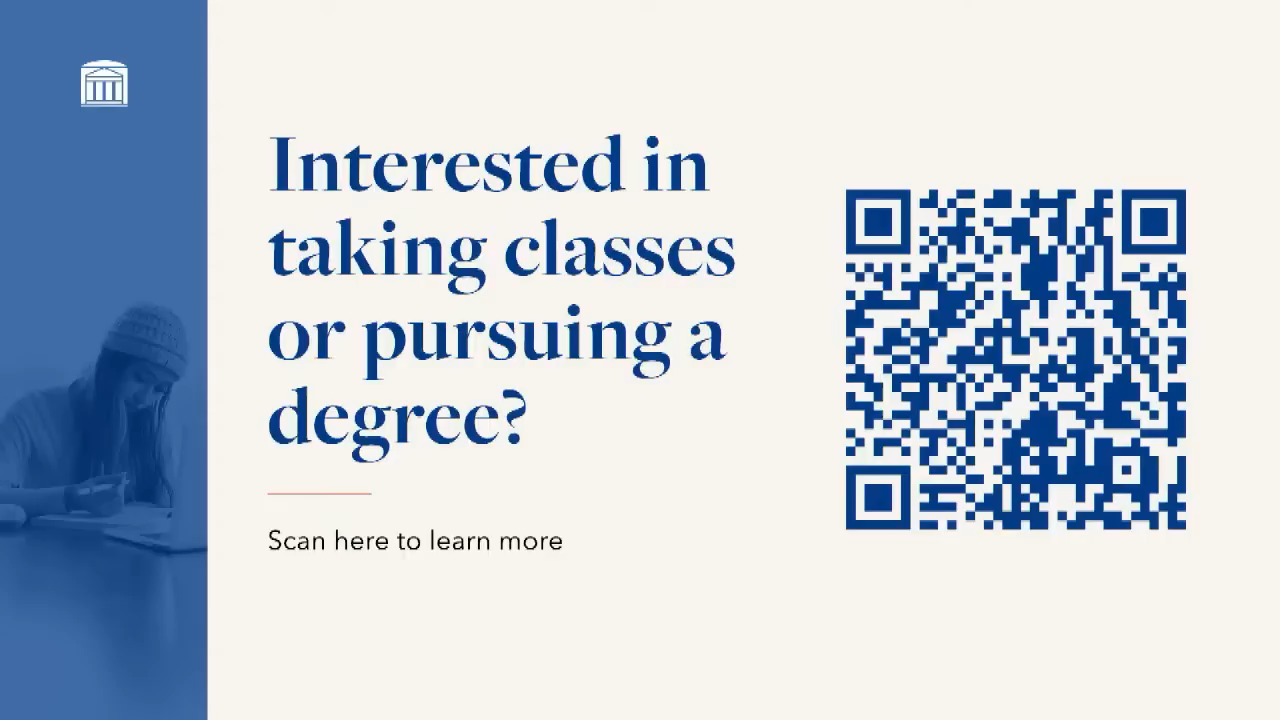 Interested in
taking classes
or pursuing a
degree?
Scan here to learn more